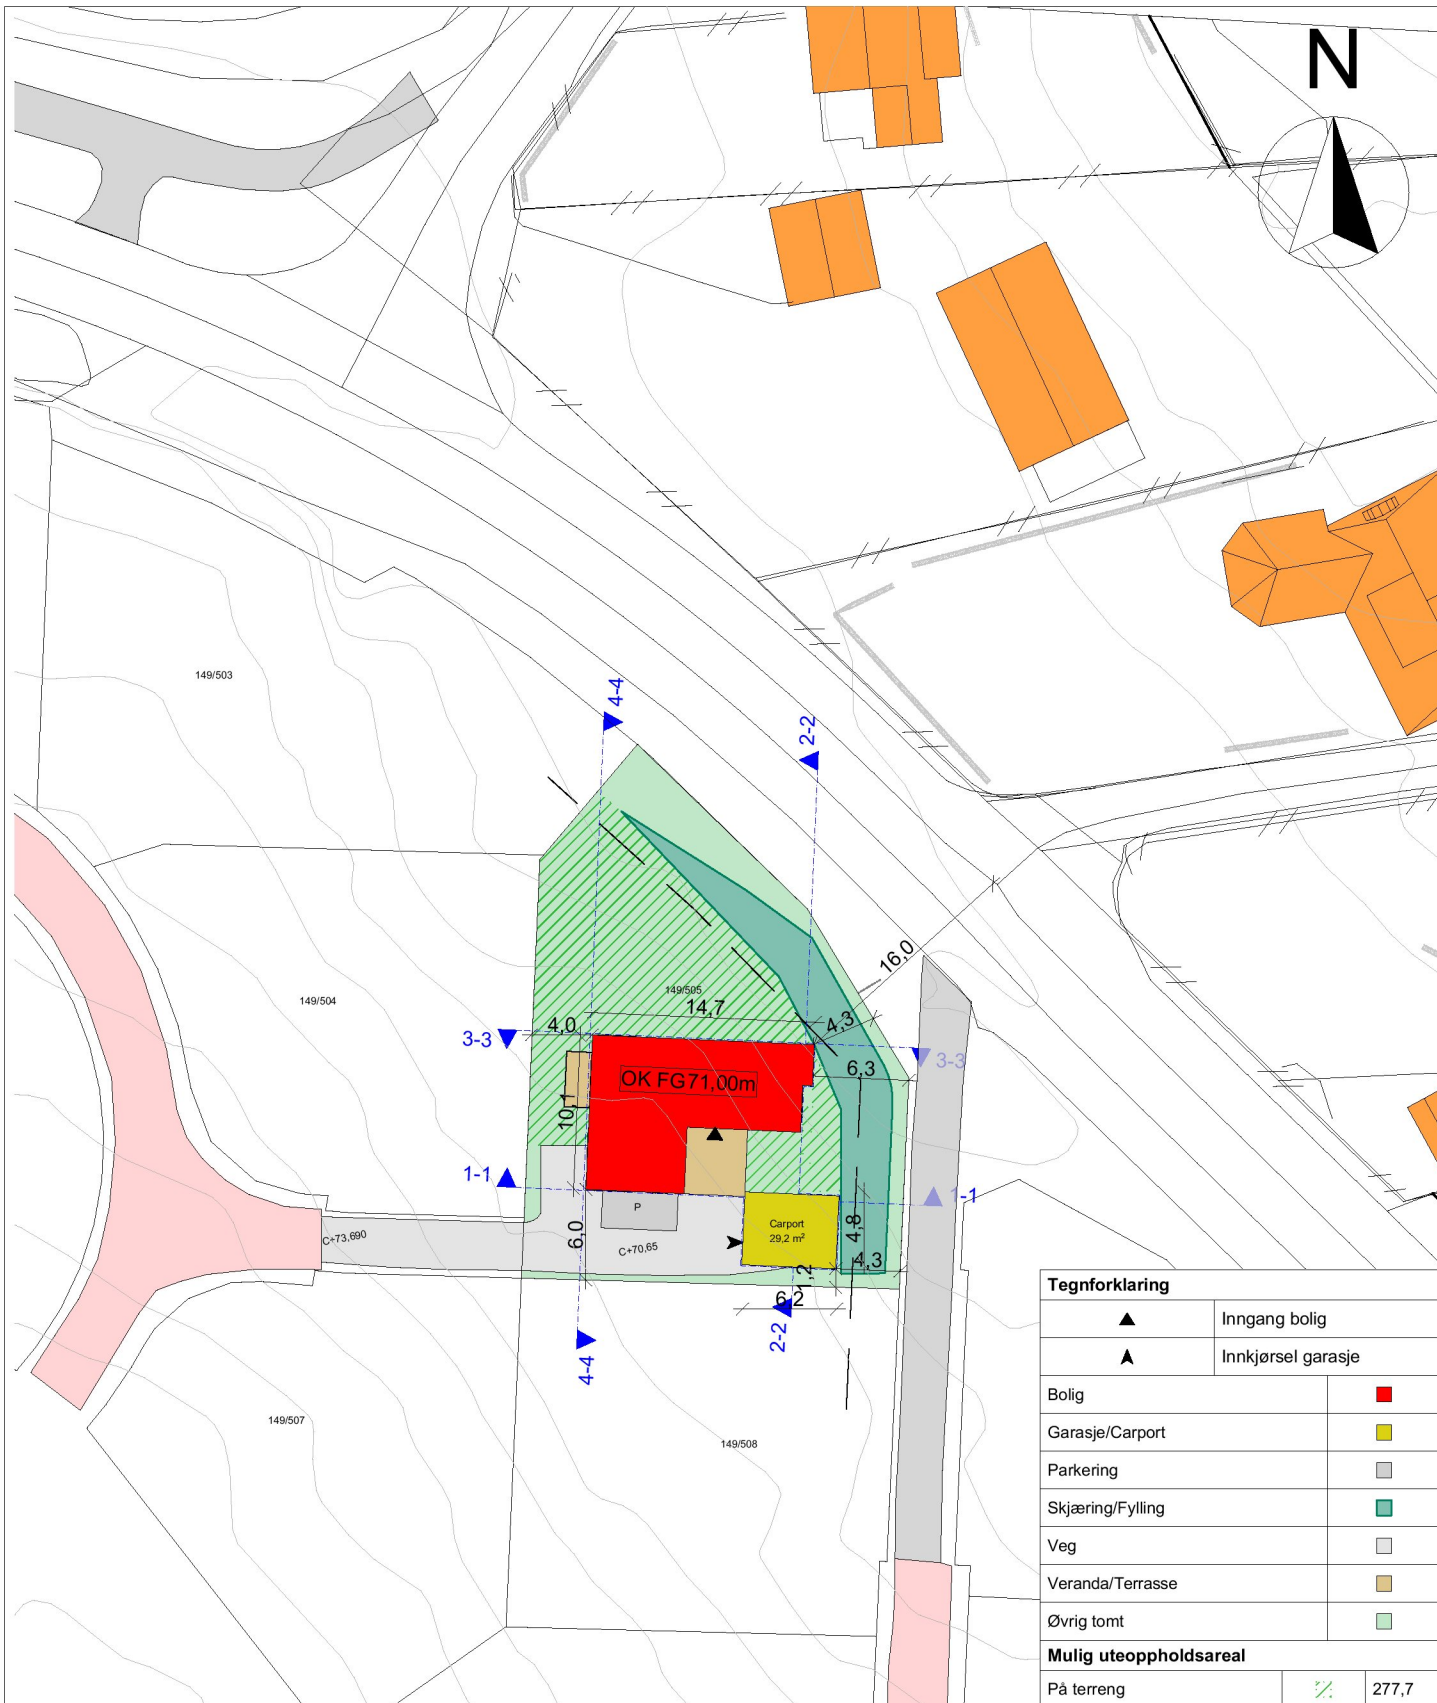 N
149/503
4-4
2-2
16,0
149/504
149/505
14,7
4,0
4,3
3-3
3-3
OK FG71,00m
6,3
10,1
1-1
1-1
P
Carport
29,2 m²
C+73,690
6,0
C+70,65
4,8
4,3
1,2
6,2
2-2
4-4
149/507
149/508
Tegnforklaring
Inngang bolig
Innkjørsel garasje
Bolig
Garasje/Carport
Parkering
Skjæring/Fylling
Veg
Veranda/Terrasse
Øvrig tomt
Mulig uteoppholdsareal
På terreng 277,7